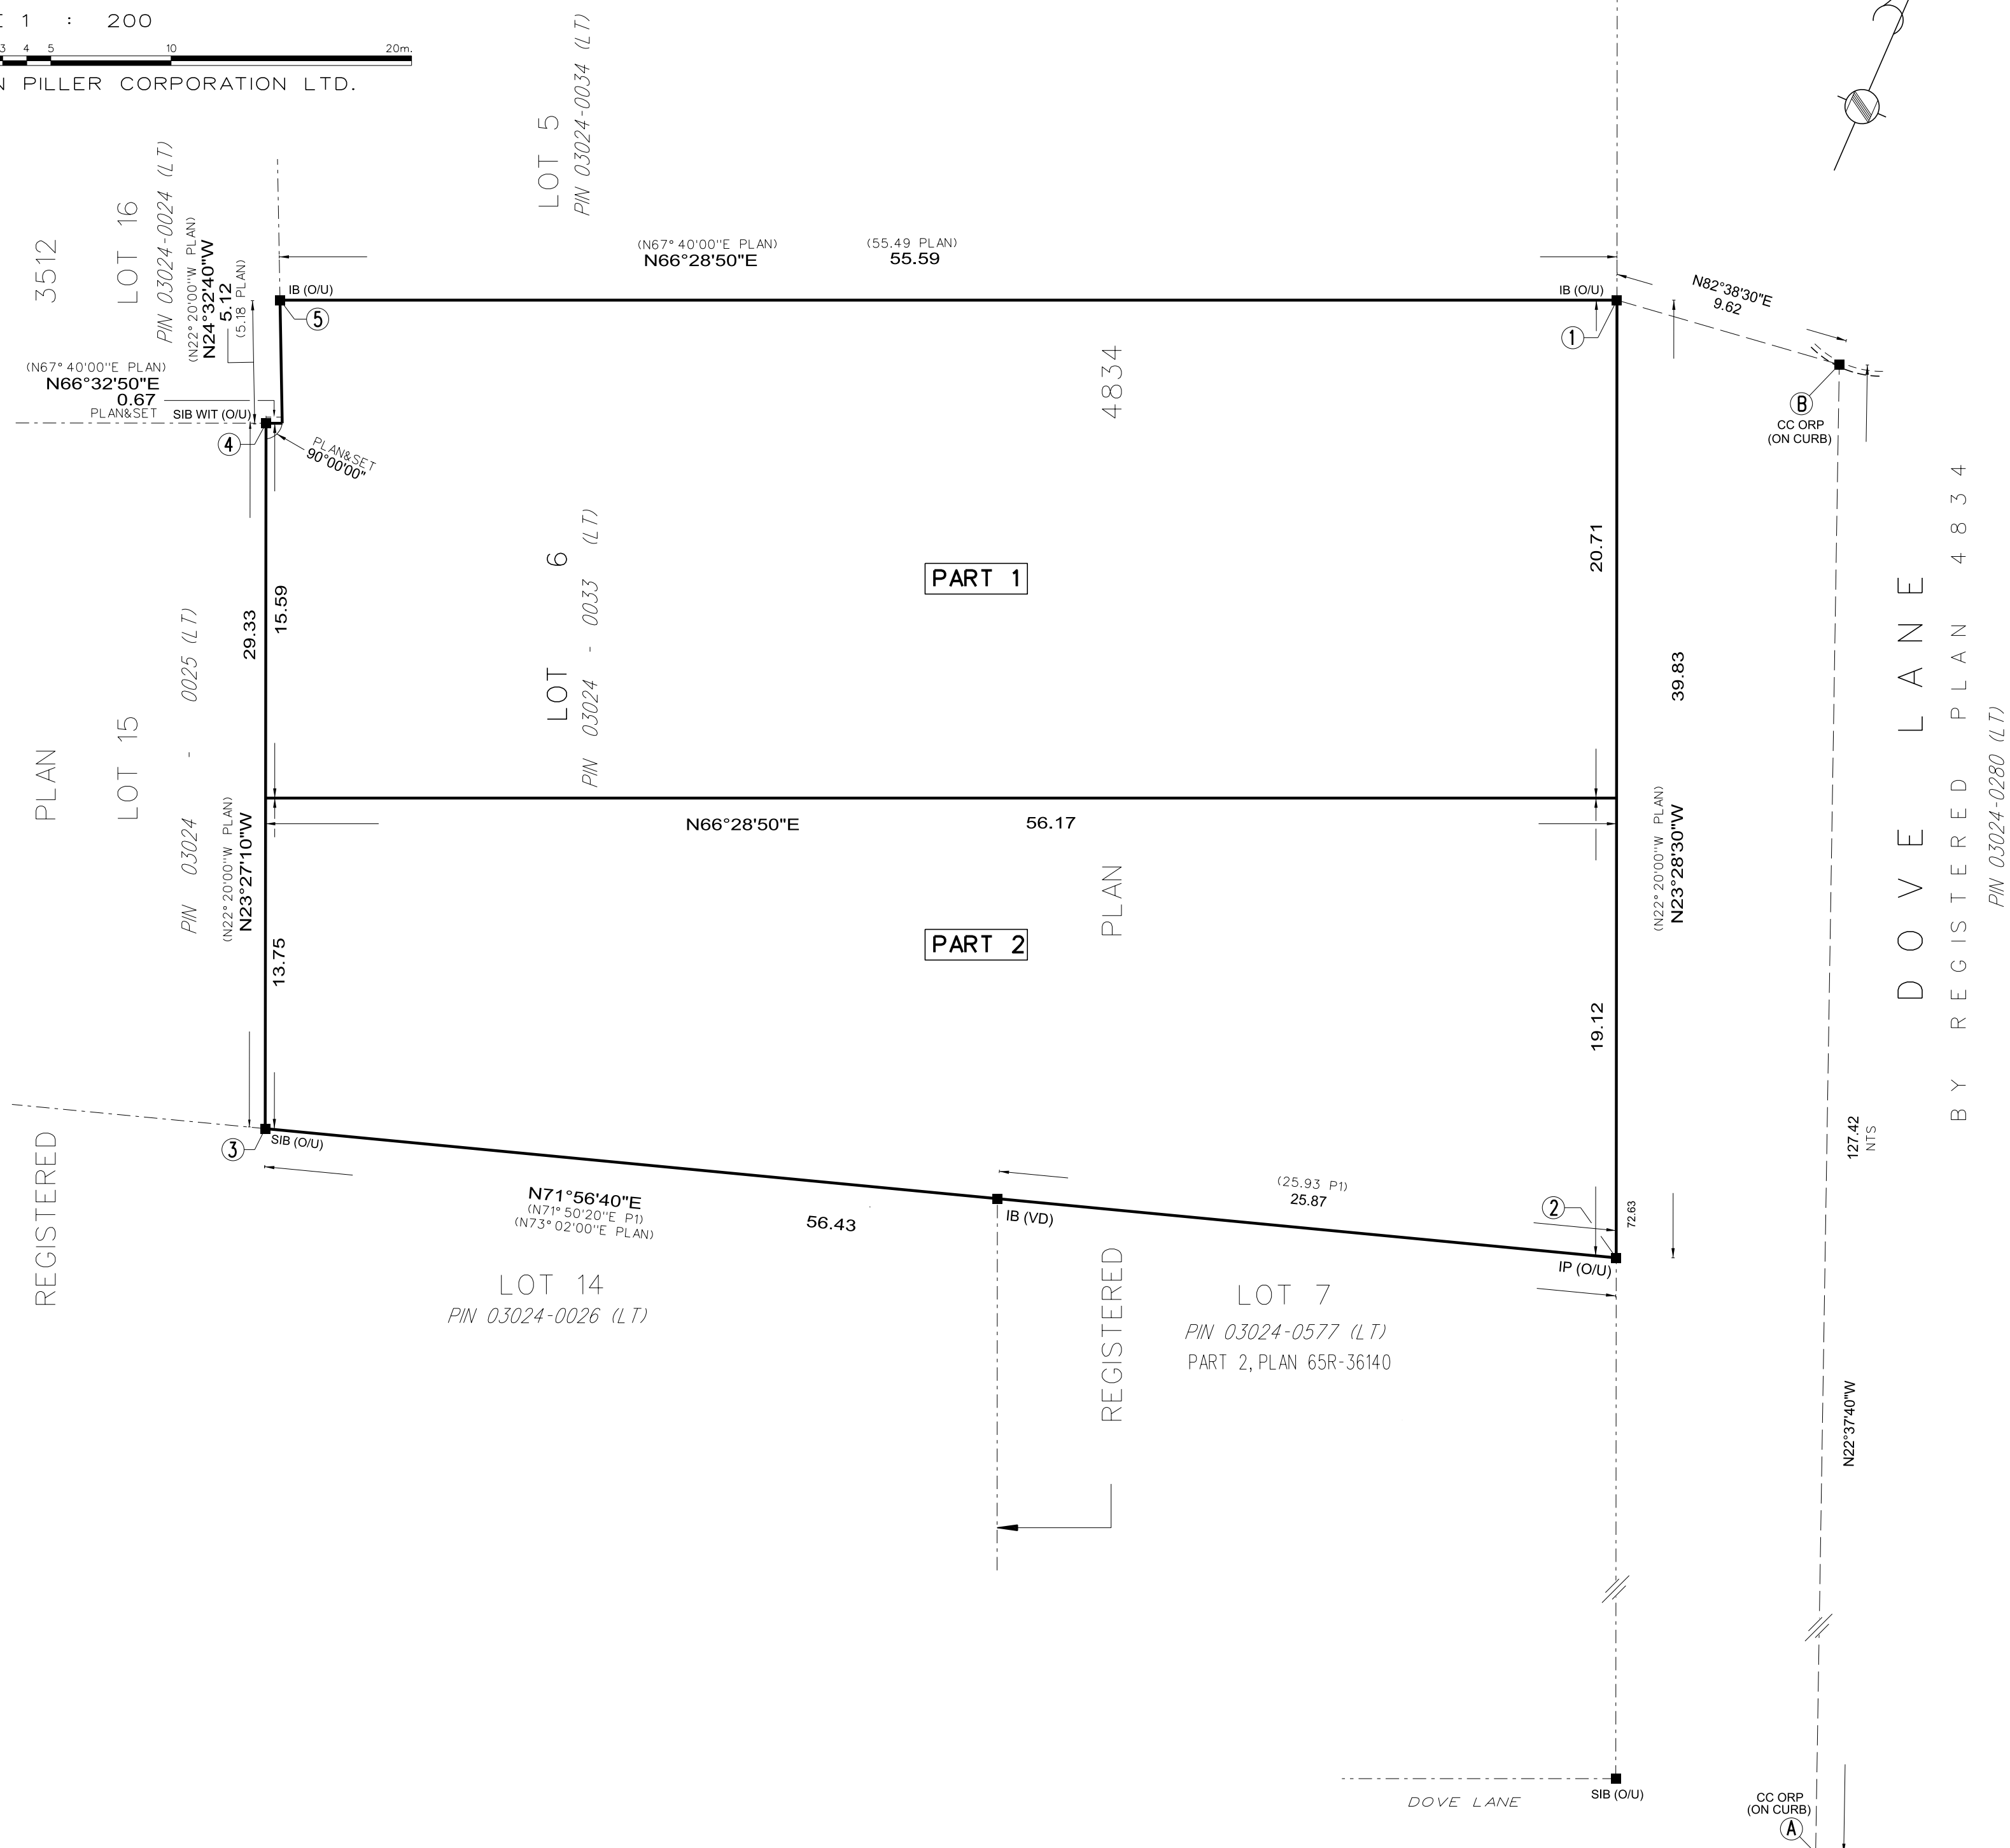 1 : 200
3 4 5 10 20m.
PILLER CORPORATION LTD.
LOT 5
PIN 03024-0034 (LT)
3512
LOT 16
PIN 03024-0024 (LT)
(N22°20'00"W PLAN)
N24°32'40"W
5.12
(5.18 PLAN)
(N67°40'00"E PLAN)
N66°28'50"E
(55.49 PLAN)
55.59
IB (O/U)
5
IB (O/U)
1
N82°38'30"E
9.62
B
CC ORP
(ON CURB)
(N67°40'00"E PLAN)
N66°32'50"E
0.67
PLAN&SET
SIB WIT (O/U)
4
PLAN&SET
90°00'00"
4834
PART 1
LOT 6
PIN 03024 - 0033 (LT)
29.33
15.59
20.71
39.83
PLAN
LOT 15
PIN 03024 - 0025 (LT)
(N22°20'00"W PLAN)
N23°27'10"W
13.75
N66°28'50"E
56.17
PLAN
PART 2
19.12
(N22°20'00"W PLAN)
N23°28'30"W
DOVE LANE
BY REGISTERED PLAN 4834
PIN 03024-0280 (LT)
127.42
NTS
REGISTERED
3
SIB (O/U)
N71°56'40"E
(N71°50'20"E P1)
(N73°02'00"E PLAN)
56.43
IB (VD)
(25.93 P1)
25.87
2
72.63
IP (O/U)
LOT 14
PIN 03024-0026 (LT)
REGISTERED
LOT 7
PIN 03024-0577 (LT)
PART 2, PLAN 65R-36140
N22°37'40"W
DOVE LANE
SIB (O/U)
CC ORP
(ON CURB)
A